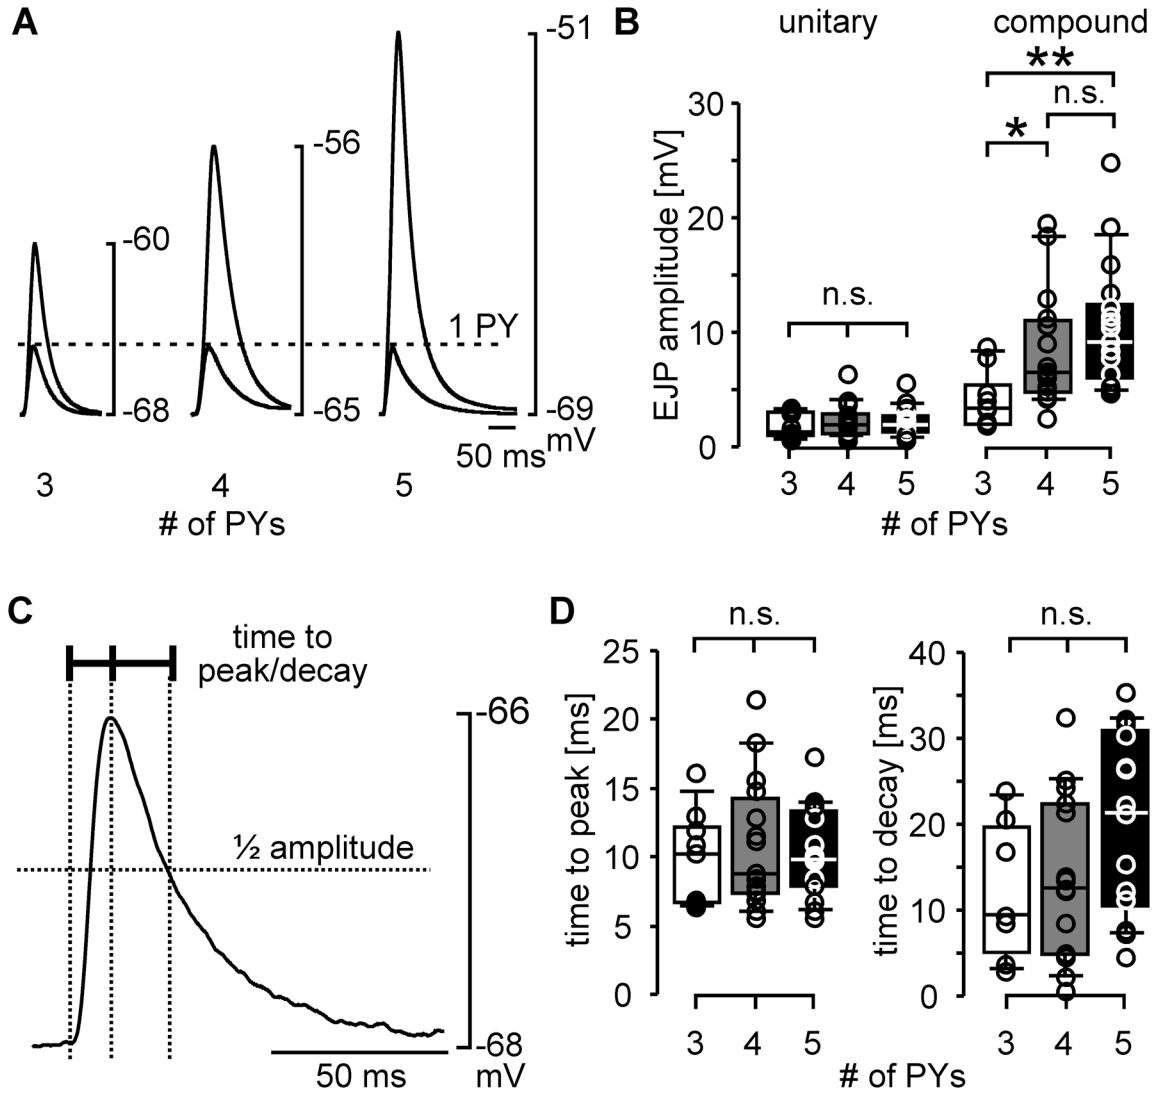 A
-51
-56
-60
1 PY
-68
-65
-69
mV
50 ms
3
4
5
# of PYs
B
unitary
compound
**
n.s.
*
n.s.
30
20
10
0
EJP amplitude [mV]
3
4
5
3
4
5
# of PYs
C
time to
peak/decay
-66
½ amplitude
-68
mV
50 ms
D
n.s.
25
20
15
10
5
0
time to peak [ms]
3
4
5
n.s.
40
30
20
10
0
time to decay [ms]
3
4
5
# of PYs